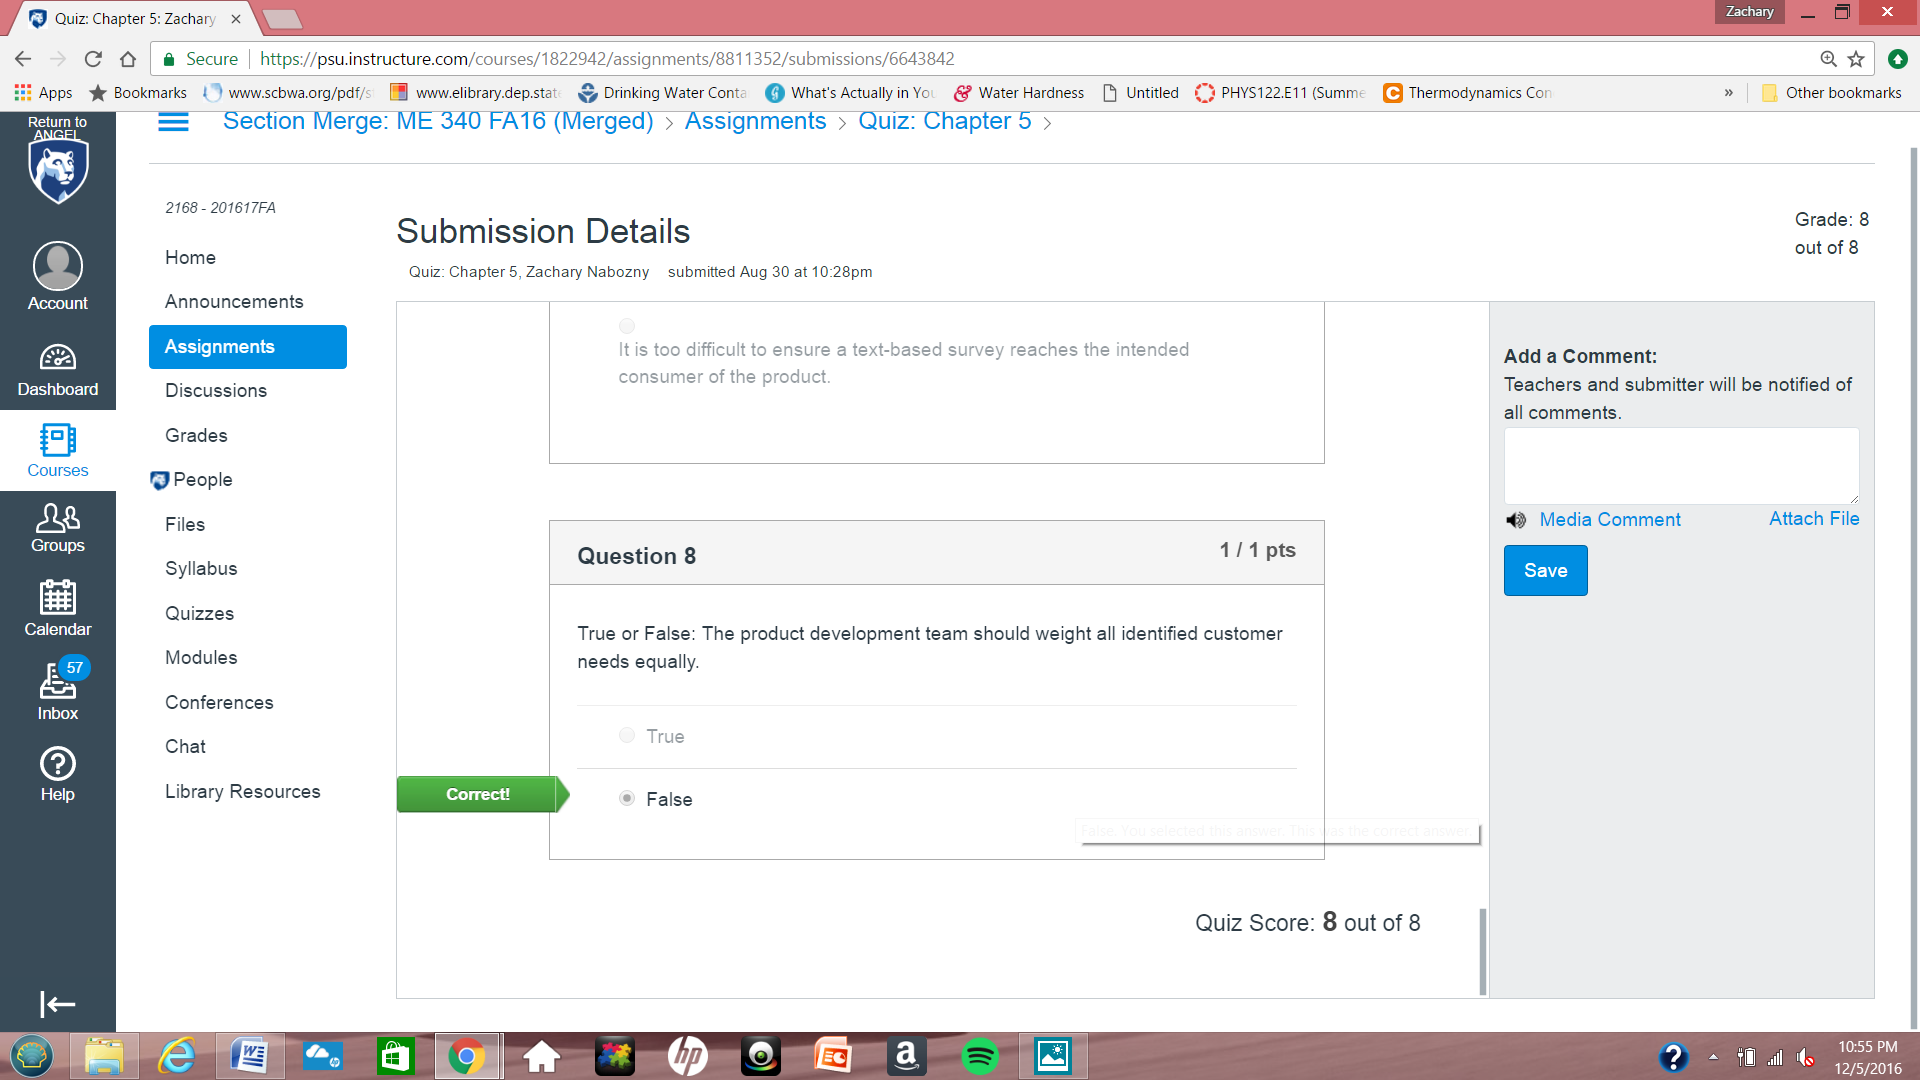 Quiz: Chapter 5: Zachary
Zachary
Secure
https://psu.instructure.com/courses/1822942/assignments/8811352/submissions/6643842
Apps
Bookmarks
www.scbwa.org/pdf/s
www.elibrary.dep.state
Drinking Water Conta
What's Actually in You
Water Hardness
Untitled
PHYS122.E11 (Summe
Thermodynamics Con
»
Other bookmarks
Return to
ANGEL
Account
Dashboard
Courses
Groups
Calendar
57
Inbox
Help
Section Merge: ME 340 FA16 (Merged) > Assignments > Quiz: Chapter 5 >
2168 - 201617FA
Home
Announcements
Assignments
Discussions
Grades
People
Files
Syllabus
Quizzes
Modules
Conferences
Chat
Library Resources
Submission Details
Quiz: Chapter 5, Zachary Nabozny submitted Aug 30 at 10:28pm
Grade: 8
out of 8
It is too difficult to ensure a text-based survey reaches the intended
consumer of the product.
Question 8
1 / 1 pts
True or False: The product development team should weight all identified customer
needs equally.
True
Correct!
False
False. You selected this answer. This was the correct answer.
Quiz Score: 8 out of 8
Add a Comment:
Teachers and submitter will be notified of
all comments.
Media Comment
Attach File
Save
10:55 PM
12/5/2016